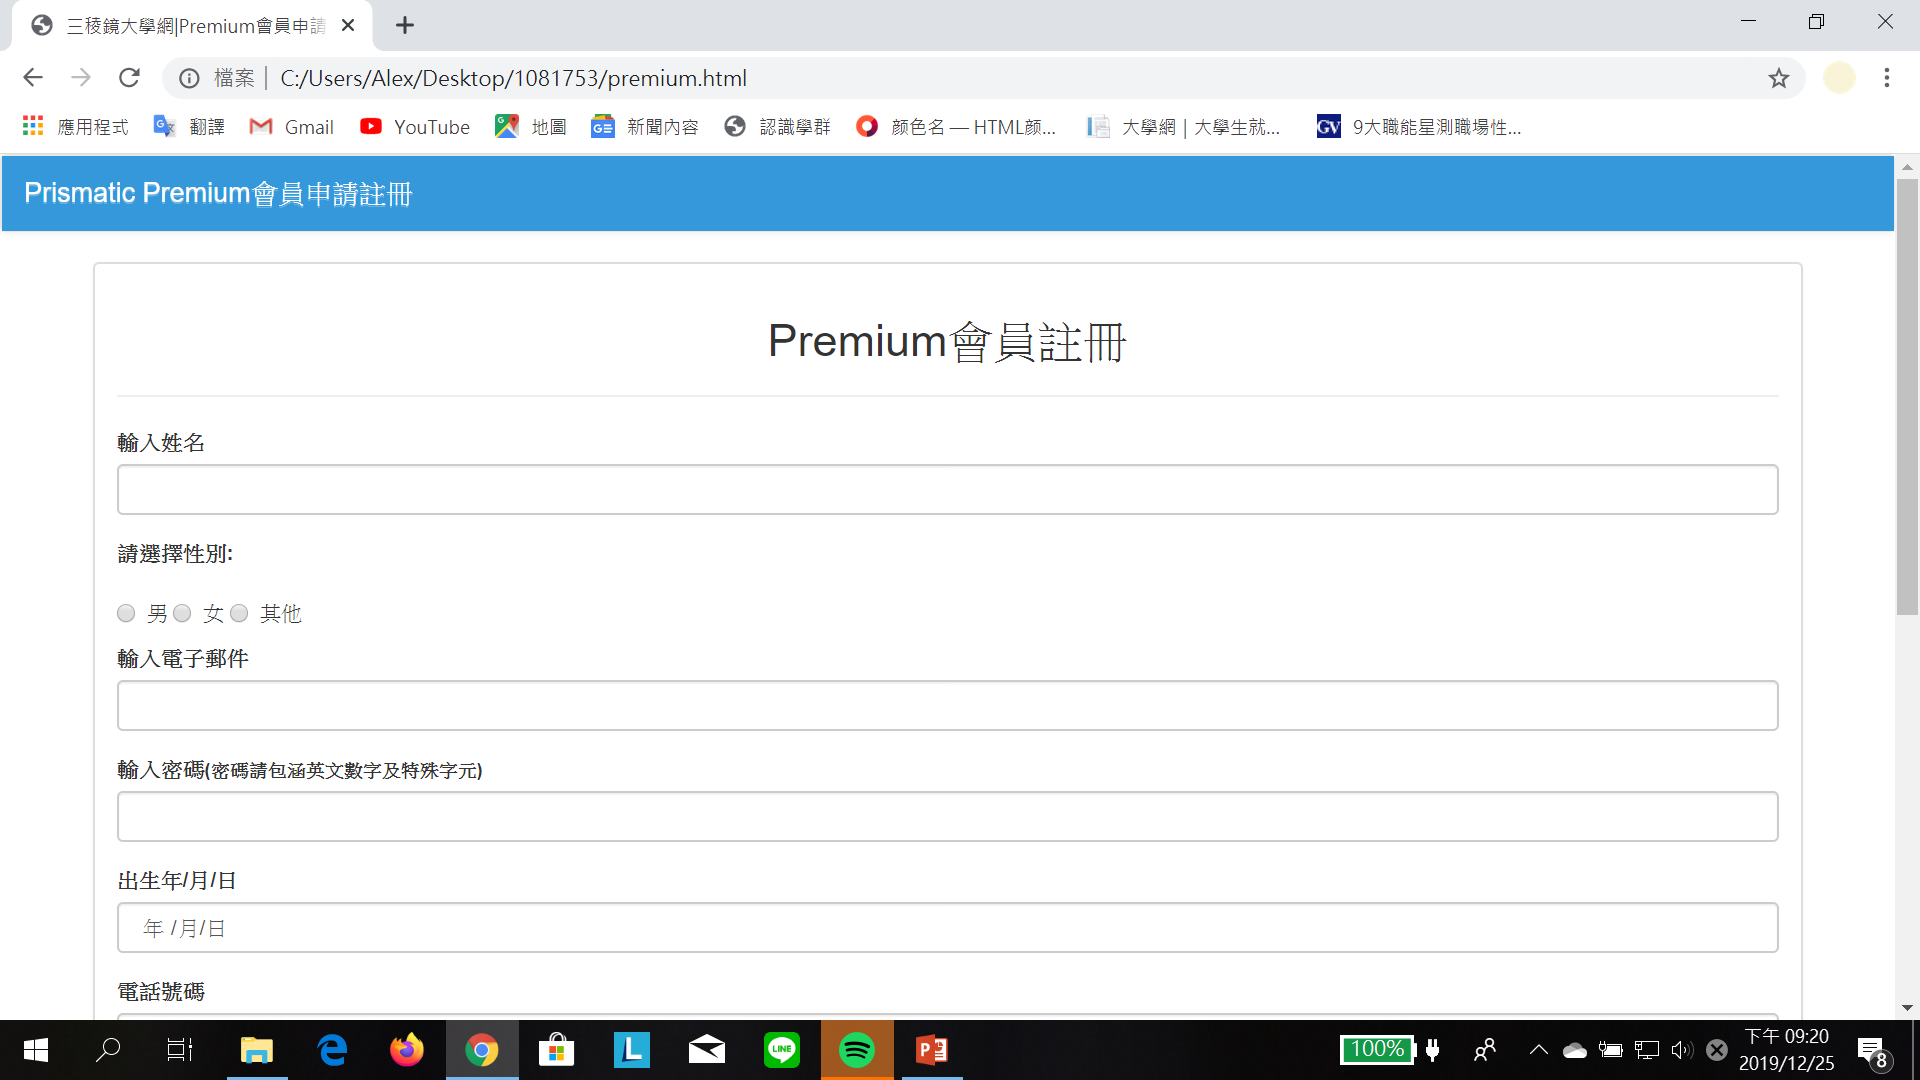 三稜鏡大學網|Premium會員申請
檔案 | C:/Users/Alex/Desktop/1081753/premium.html
應用程式 翻譯 Gmail YouTube 地圖 新聞內容 認識學群 颜色名 — HTML颜... 大學網 | 大學生就... GV 9大職能星測職場性...
Prismatic Premium會員申請註冊
Premium會員註冊
輸入姓名
請選擇性別:
男 女 其他
輸入電子郵件
輸入密碼(密碼請包涵英文數字及特殊字元)
出生年/月/日
年 /月/日
電話號碼
100%
下午 09:20
2019/12/25
8